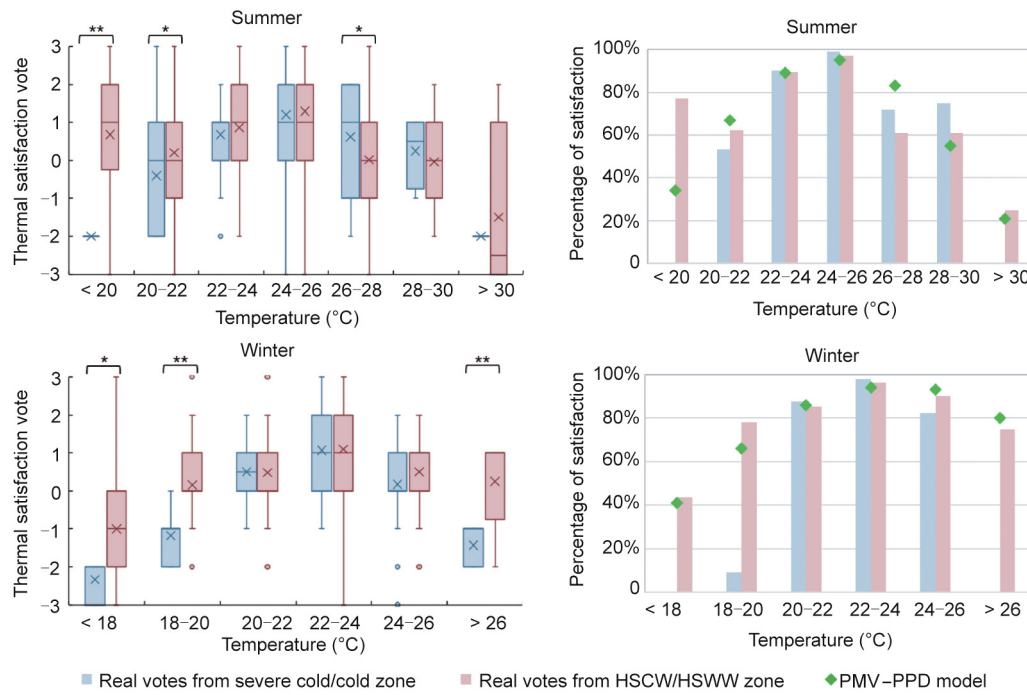 Summer
** * *
Thermal satisfaction vote
3
2
1
0
−1
−2
−3
< 20 20−22 22−24 24−26 26−28 28−30 > 30
Temperature (°C)
Summer
Percentage of satisfaction
100%
80%
60%
40%
20%
0
< 20 20−22 22−24 24−26 26−28 28−30 > 30
Temperature (°C)
Winter
* ** **
Thermal satisfaction vote
3
2
1
0
−1
−2
−3
< 18 18−20 20−22 22−24 24−26 > 26
Temperature (°C)
Winter
Percentage of satisfaction
100%
80%
60%
40%
20%
0
< 18 18−20 20−22 22−24 24−26 > 26
Temperature (°C)
Real votes from severe cold/cold zone Real votes from HSCW/HSWW zone PMV−PPD model